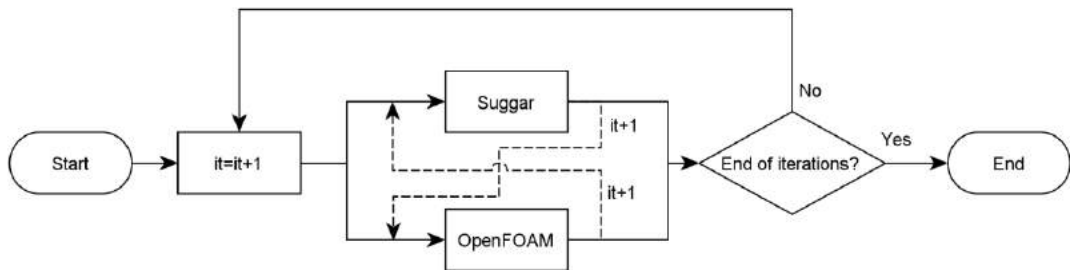 No
Suggar
it+1
Start
it=it+1
End of iterations?
Yes
End
it+1
OpenFOAM